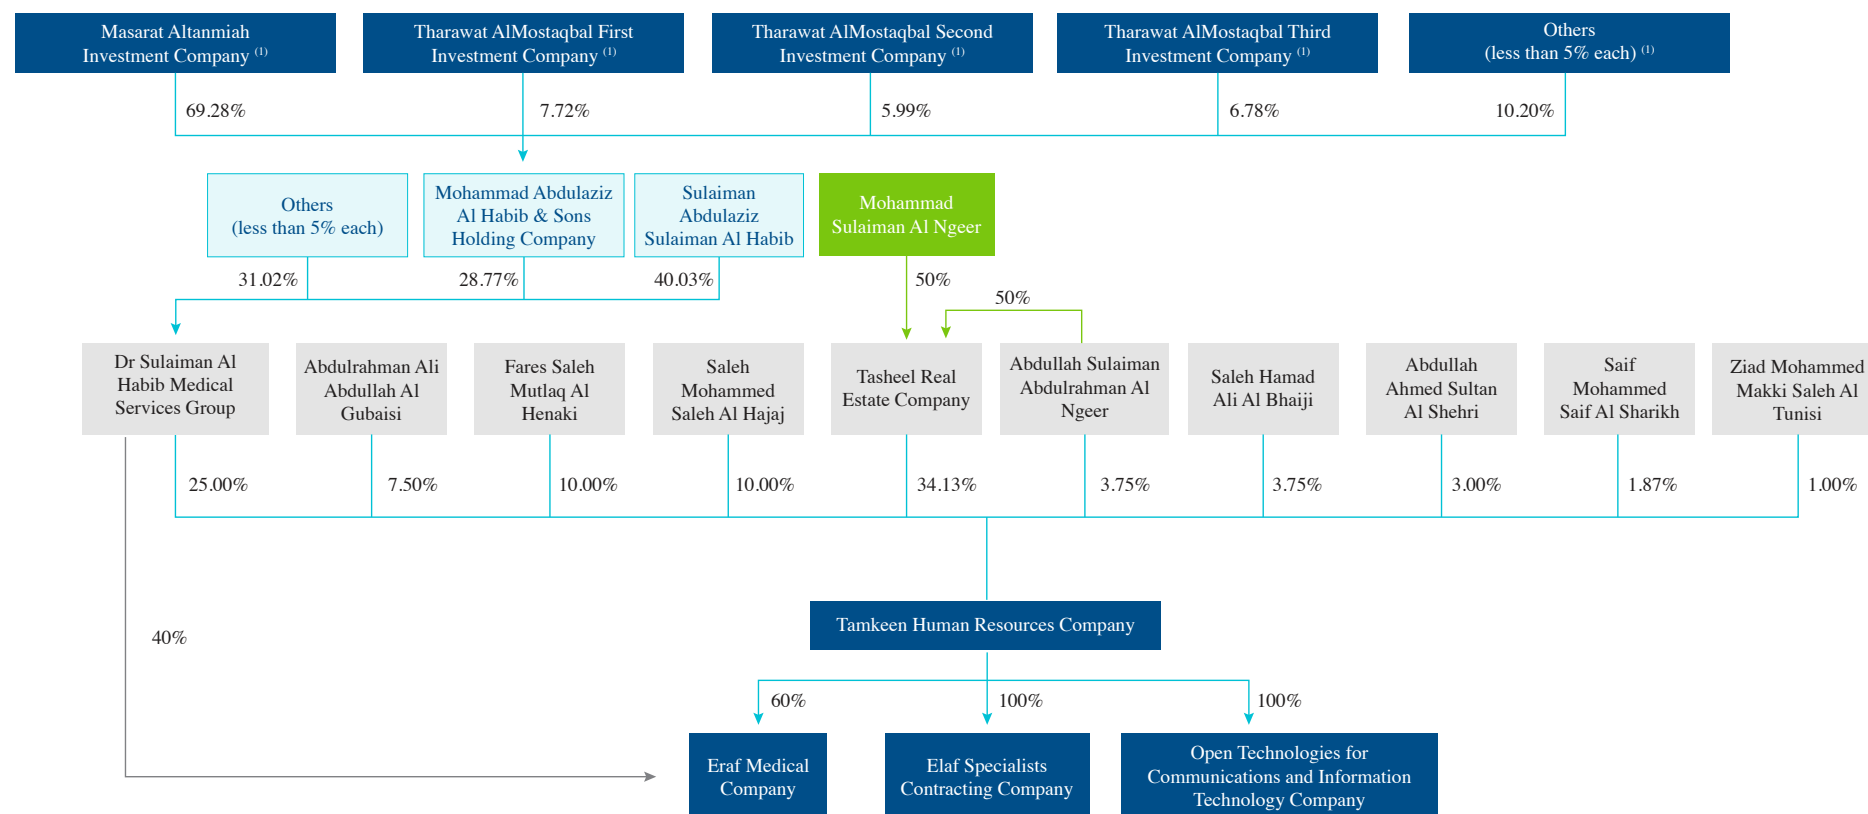 Masarat Altanmiah
Investment Company (1)
Tharawat AlMostaqbal First
Investment Company (1)
Tharawat AlMostaqbal Second
Investment Company (1)
Tharawat AlMostaqbal Third
Investment Company (1)
Others
(less than 5% each) (1)
69.28%
7.72%
5.99%
6.78%
10.20%
Others
(less than 5% each)
Mohammad Abdulaziz
Al Habib & Sons
Holding Company
Sulaiman
Abdulaziz
Sulaiman Al Habib
Mohammad
Sulaiman Al Ngeer
31.02%
28.77%
40.03%
50%
50%
Dr Sulaiman Al
Habib Medical
Services Group
Abdulrahman Ali
Abdullah Al
Gubaisi
Fares Saleh
Mutlaq Al
Henaki
Saleh
Mohammed
Saleh Al Hajaj
Tasheel Real
Estate Company
Abdullah Sulaiman
Abdulrahman Al
Ngeer
Saleh Hamad
Ali Al Bhaiji
Abdullah
Ahmed Sultan
Al Shehri
Saif
Mohammed
Saif Al Sharikh
Ziad Mohammed
Makki Saleh Al
Tunisi
25.00%
7.50%
10.00%
10.00%
34.13%
3.75%
3.75%
3.00%
1.87%
1.00%
Tamkeen Human Resources Company
40%
60%
100%
100%
Eraf Medical
Company
Elaf Specialists
Contracting Company
Open Technologies for
Communications and Information
Technology Company